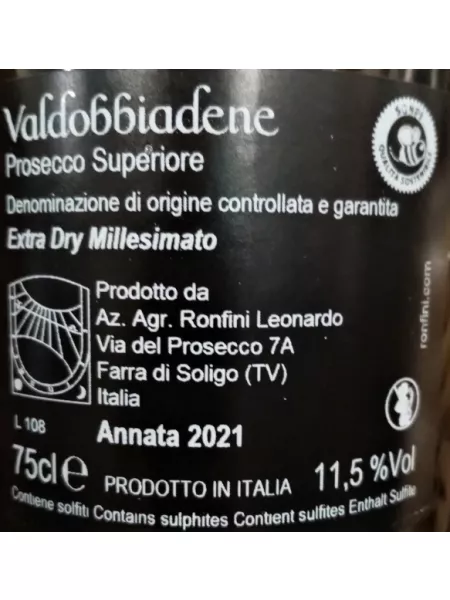 Valdobbiadene
Prosecco Superiore
Denominazione di origine controllata e garantita
Extra Dry Millesimato
Prodotto da
Az. Agr. Ronfini Leonardo
Via del Prosecco 7A
Farra di Soligo (TV)
Italia
ronfini.com
L 108
Annata 2021
75cl e PRODOTTO IN ITALIA 11,5 %Vol
Contiene solfiti Contains sulphites Contient sulfites Enthalt Sulfite